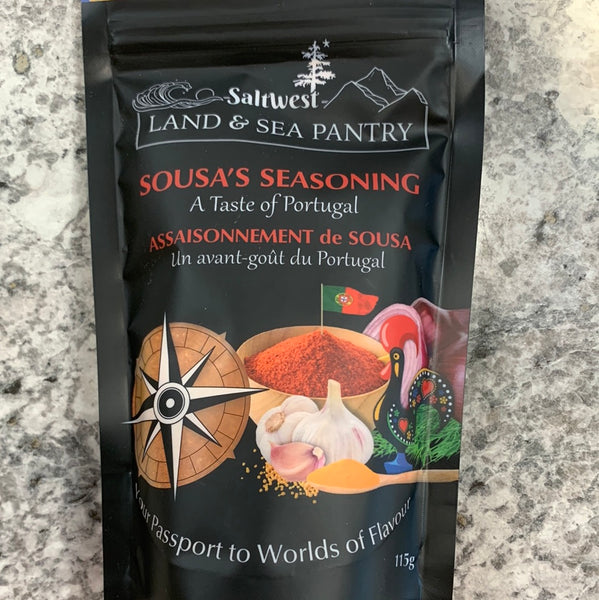 Saltwest
LAND & SEA PANTRY
SOUSA'S SEASONING
A Taste of Portugal
ASSAISONNEMENT de SOUSA
Un avant-goût du Portugal
Your Passport to Worlds of Flavour
115g